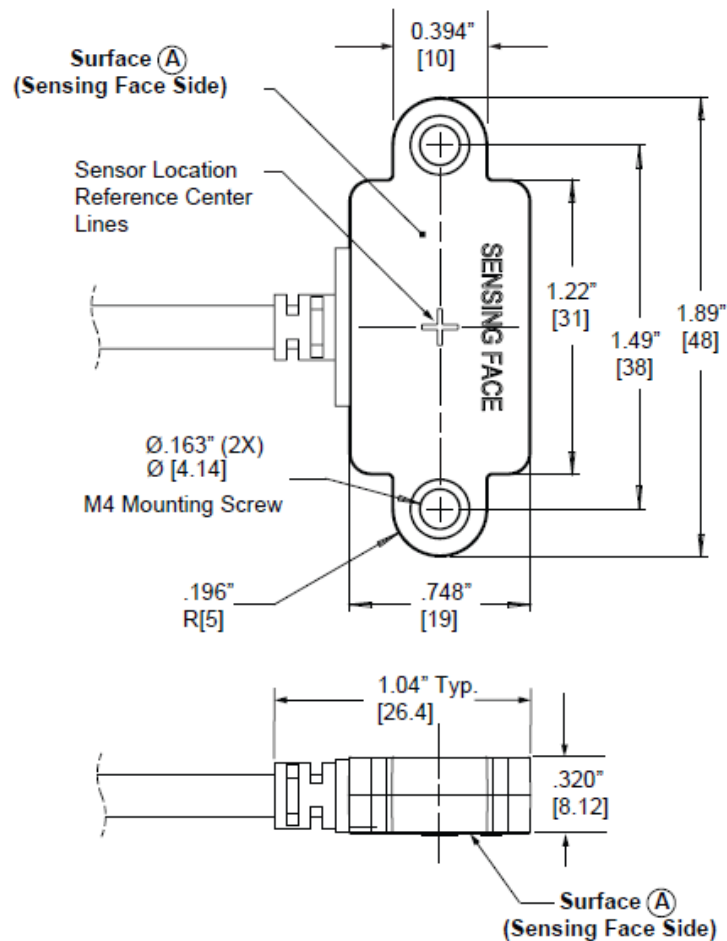 0.394”
[10]
Surface Ⓐ
(Sensing Face Side)
Sensor Location
Reference Center
Lines
SENSING FACE
1.22”
[31]
1.49”
[38]
1.89”
[48]
Ø.163” (2X)
Ø [4.14]
M4 Mounting Screw
.196”
R[5]
.748”
[19]
1.04” Typ.
[26.4]
.320”
[8.12]
Surface Ⓐ
(Sensing Face Side)